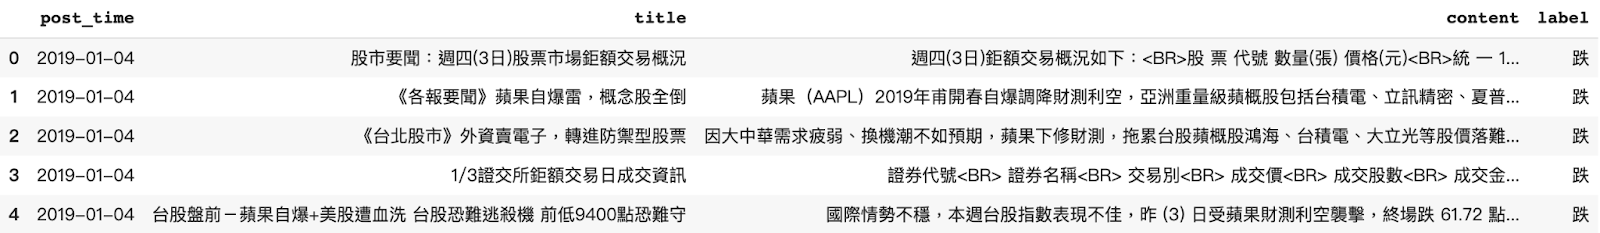 post_time title content label
0 2019-01-04 股市要聞：週四(3日)股票市場鉅額交易概況 週四(3日)鉅額交易概況如下：<BR>股 票 代號 數量(張) 價格(元)<BR>統 一 1... 跌
1 2019-01-04 《各報要聞》蘋果自爆雷，概念股全倒 蘋果（AAPL）2019年甫開春自爆調降財測利空，亞洲重量級蘋概股包括台積電、立訊精密、夏普... 跌
2 2019-01-04 《台北股市》外資賣電子，轉進防禦型股票 因大中華需求疲弱、換機潮不如預期，蘋果下修財測，拖累台股蘋概股鴻海、台積電、大立光等股價落難... 跌
3 2019-01-04 1/3證交所鉅額交易日成交資訊 證券代號<BR> 證券名稱<BR> 交易別<BR> 成交價<BR> 成交股數<BR> 成交金... 跌
4 2019-01-04 台股盤前－蘋果自爆+美股遭血洗 台股恐難逃殺機 前低9400點恐難守 國際情勢不穩，本週台股指數表現不佳，昨 (3) 日受蘋果財測利空襲擊，終場跌 61.72 點... 跌